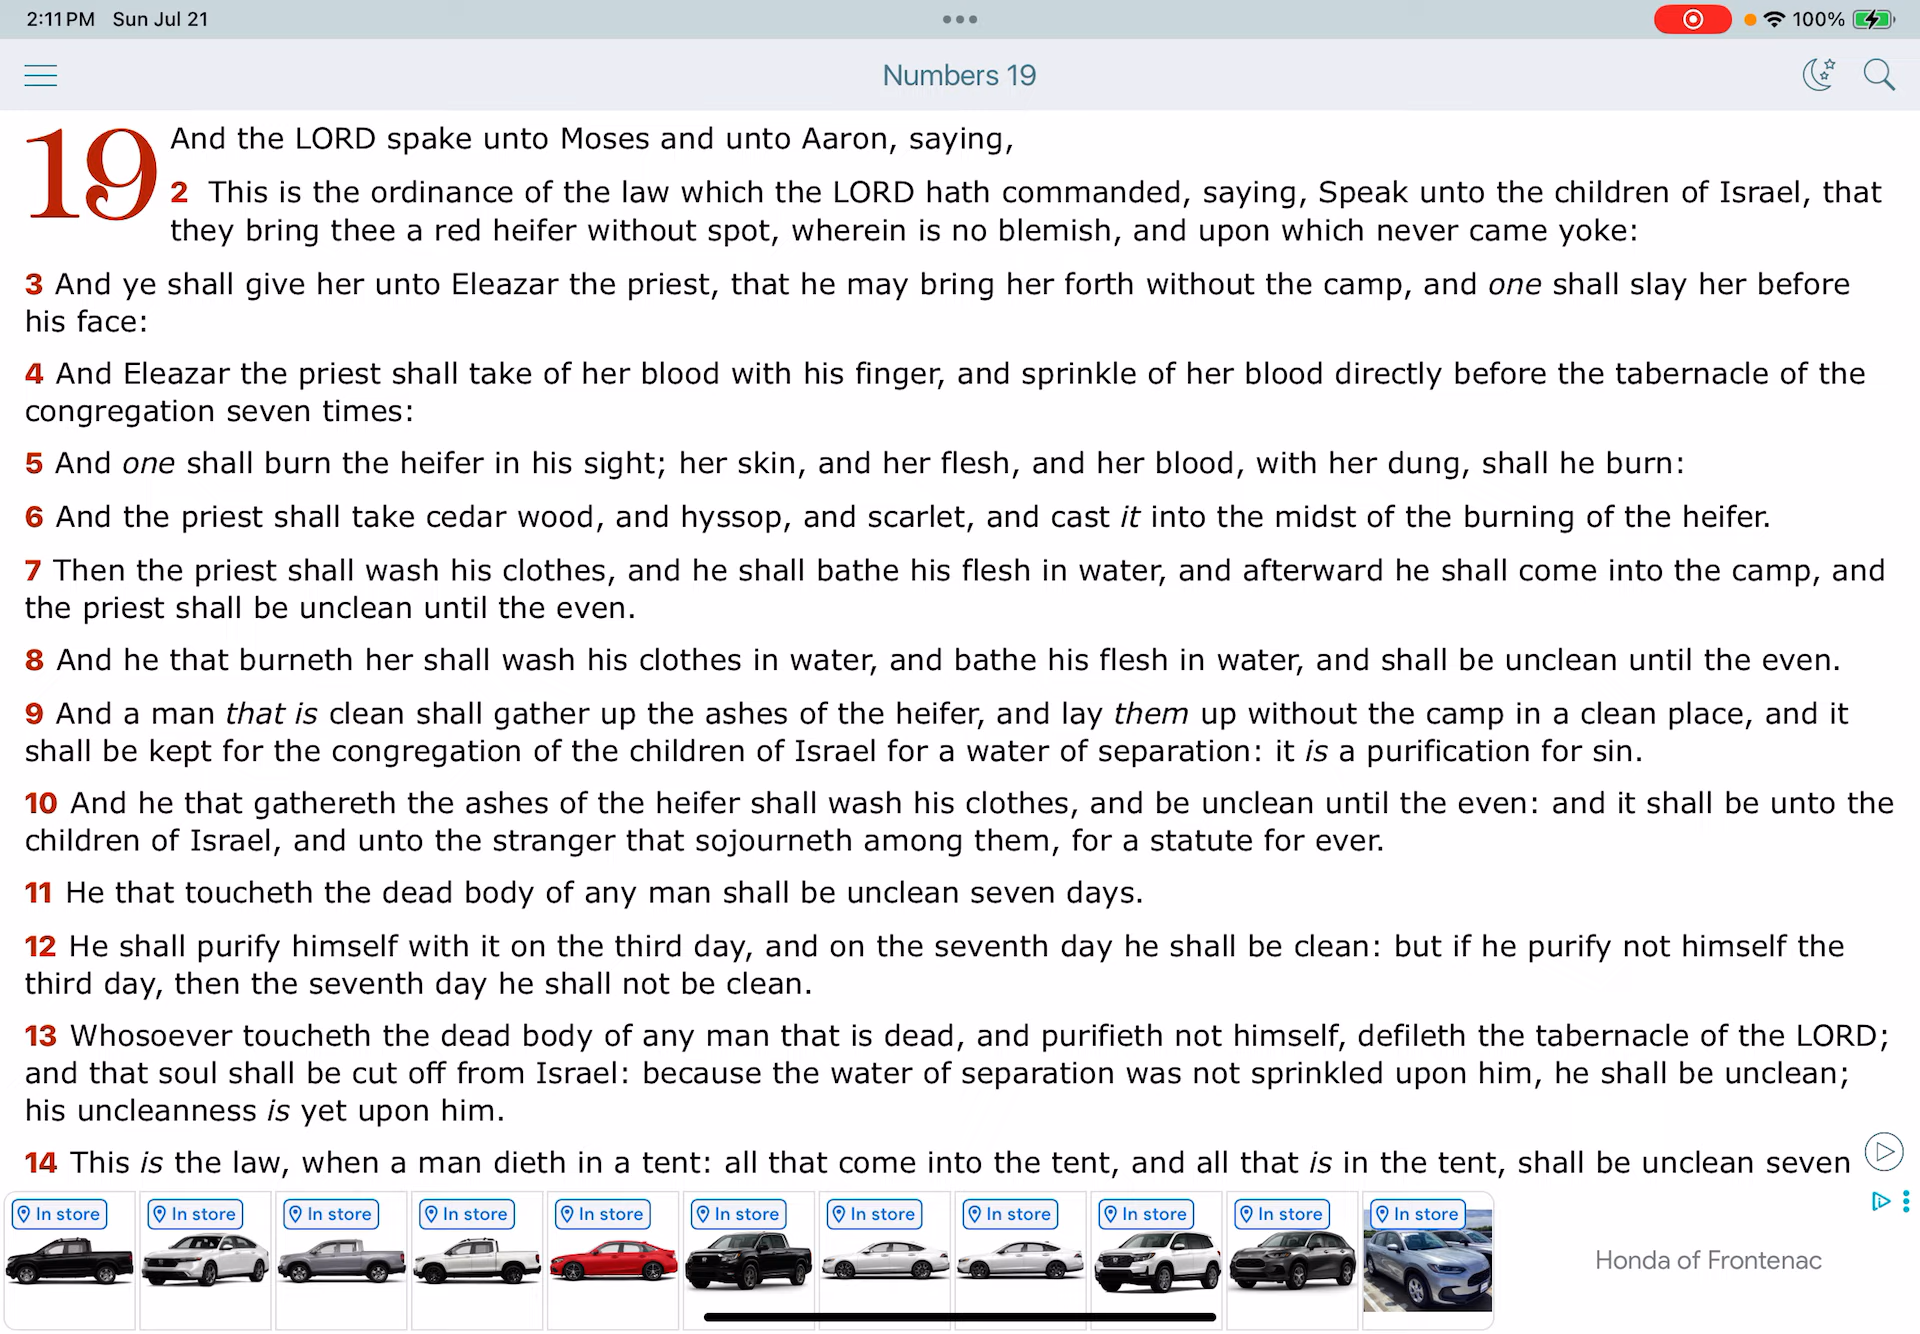 2:11 PM Sun Jul 21
100%
Numbers 19
19 And the LORD spake unto Moses and unto Aaron, saying,
2 This is the ordinance of the law which the LORD hath commanded, saying, Speak unto the children of Israel, that
they bring thee a red heifer without spot, wherein is no blemish, and upon which never came yoke:
3 And ye shall give her unto Eleazar the priest, that he may bring her forth without the camp, and one shall slay her before
his face:
4 And Eleazar the priest shall take of her blood with his finger, and sprinkle of her blood directly before the tabernacle of the
congregation seven times:
5 And one shall burn the heifer in his sight; her skin, and her flesh, and her blood, with her dung, shall he burn:
6 And the priest shall take cedar wood, and hyssop, and scarlet, and cast it into the midst of the burning of the heifer.
7 Then the priest shall wash his clothes, and he shall bathe his flesh in water, and afterward he shall come into the camp, and
the priest shall be unclean until the even.
8 And he that burneth her shall wash his clothes in water, and bathe his flesh in water, and shall be unclean until the even.
9 And a man that is clean shall gather up the ashes of the heifer, and lay them up without the camp in a clean place, and it
shall be kept for the congregation of the children of Israel for a water of separation: it is a purification for sin.
10 And he that gathereth the ashes of the heifer shall wash his clothes, and be unclean until the even: and it shall be unto the
children of Israel, and unto the stranger that sojourneth among them, for a statute for ever.
11 He that toucheth the dead body of any man shall be unclean seven days.
12 He shall purify himself with it on the third day, and on the seventh day he shall be clean: but if he purify not himself the
third day, then the seventh day he shall not be clean.
13 Whosoever toucheth the dead body of any man that is dead, and purifieth not himself, defileth the tabernacle of the LORD;
and that soul shall be cut off from Israel: because the water of separation was not sprinkled upon him, he shall be unclean;
his uncleanness is yet upon him.
14 This is the law, when a man dieth in a tent: all that come into the tent, and all that is in the tent, shall be unclean seven
In store In store In store In store In store In store In store In store In store In store In store
Honda of Frontenac